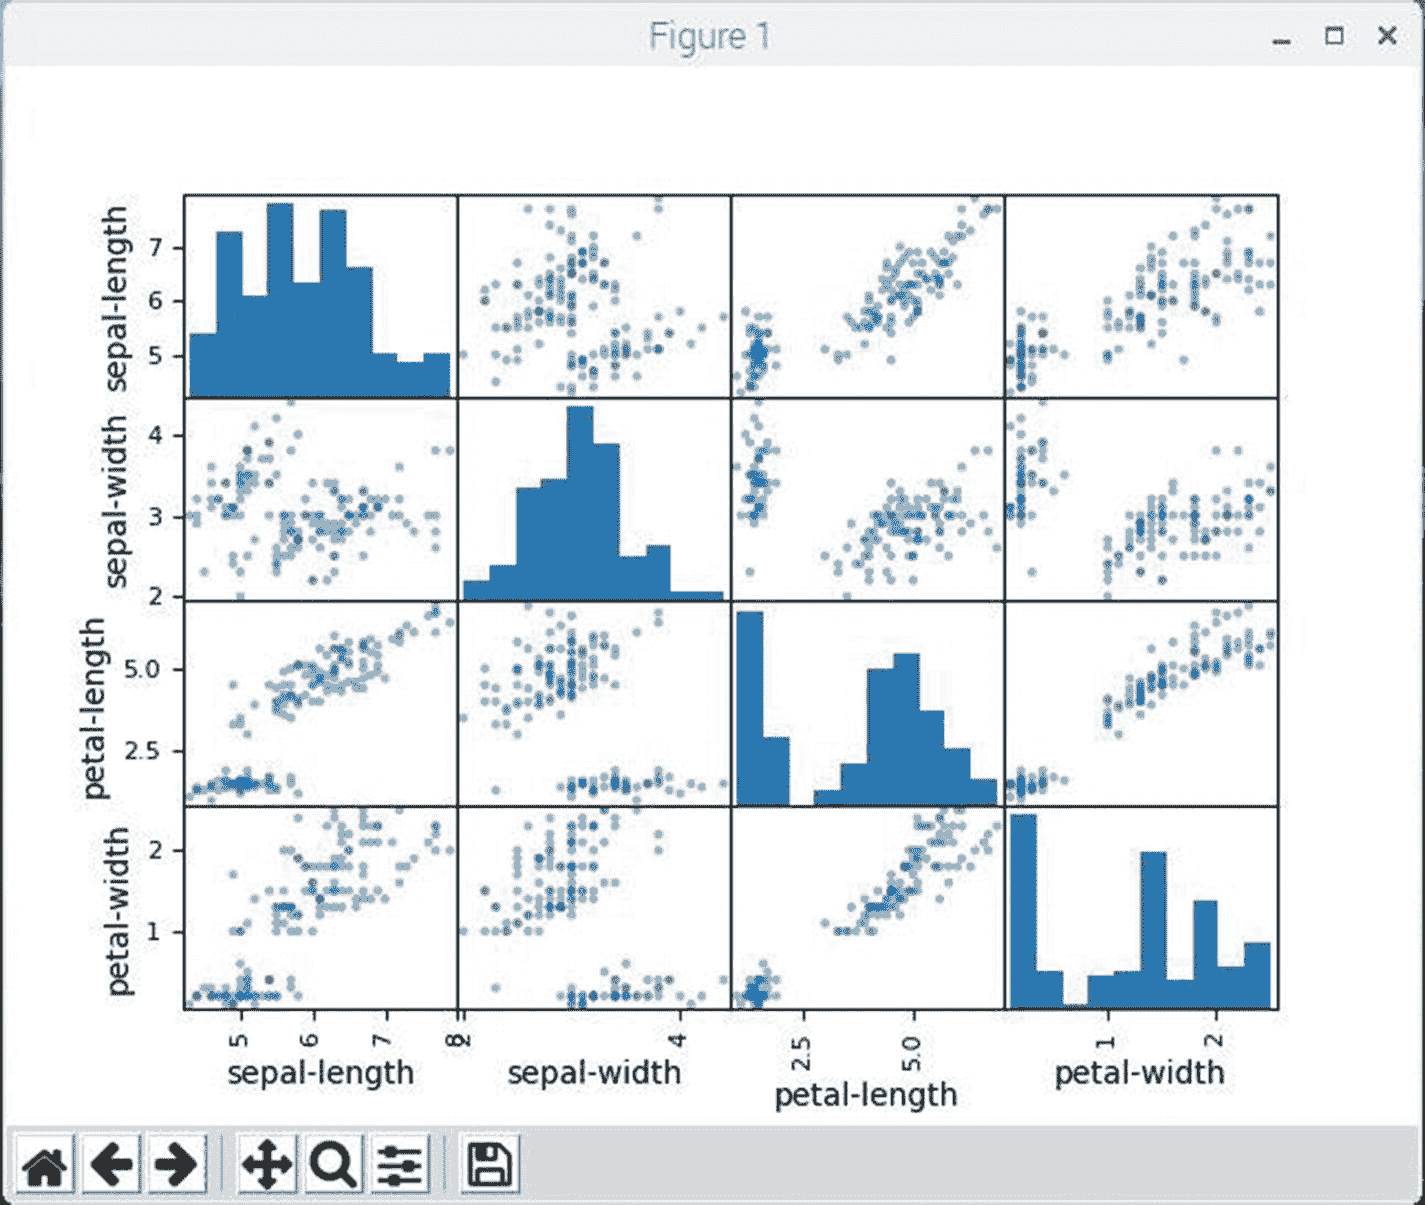 Figure 1
sepal-length
7
6
5
sepal-width
4
3
2
petal-length
5.0
2.5
petal-width
2
1
5 6 7 8 2 4 2.5 5.0 1 2
sepal-length sepal-width petal-length petal-width